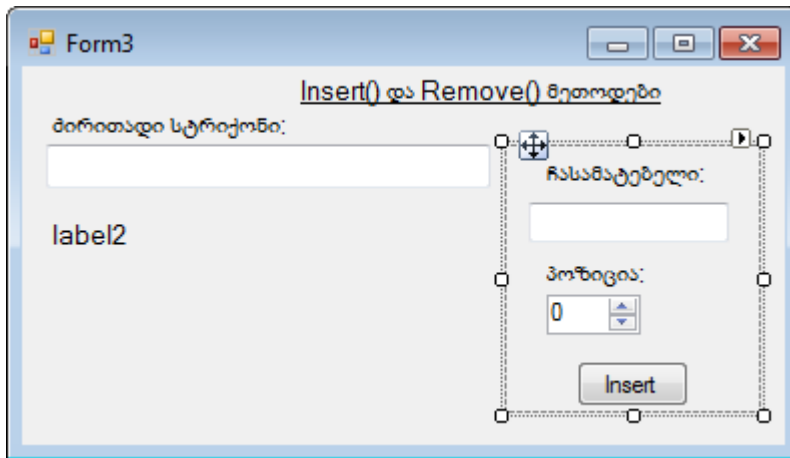 Form3
Insert() და Remove() მეთოდები
ძირითადი სტრიქონი:
ჩასამატებელი:
label2
პოზიცია:
0
Insert